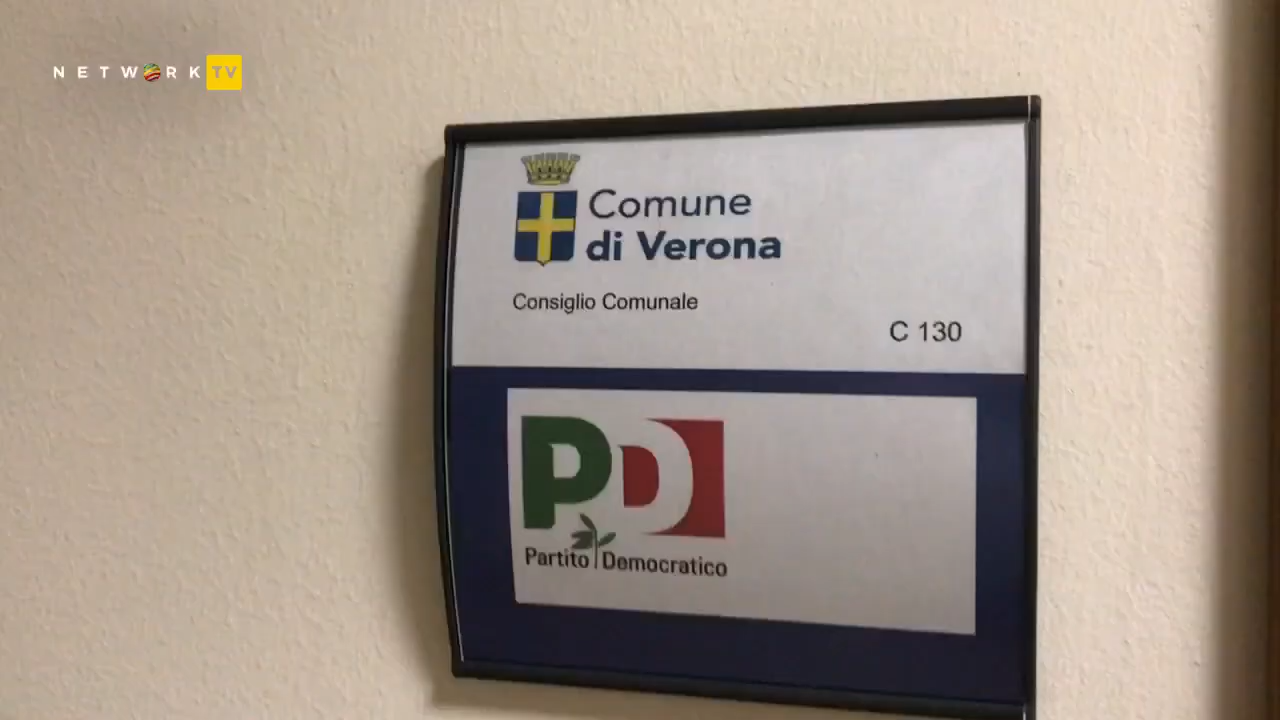 NETWORK TV
Comune
di Verona
Consiglio Comunale
C 130
PD
Partito Democratico